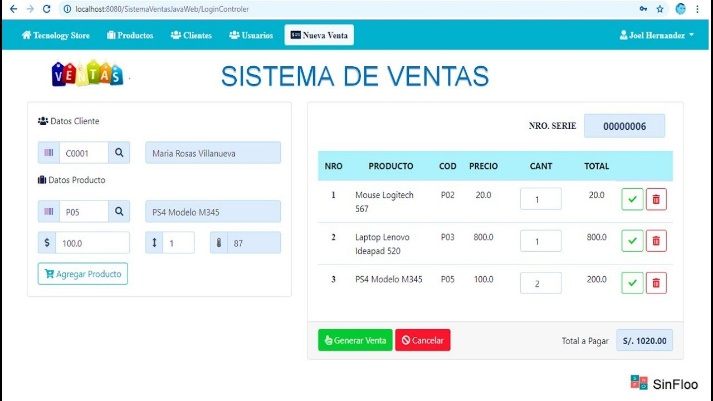 localhost:8080/SistemaVentasJavaWeb/LoginControler
Tecnology Store Productos Clientes Usuarios Nueva Venta Joel Hernandez
VENTAS SISTEMA DE VENTAS
Datos Cliente
C0001 Maria Rosas Villanueva
Datos Producto
P05 PS4 Modelo M345
$ 100.0 1 87
Agregar Producto
NRO. SERIE 00000006
NRO PRODUCTO COD PRECIO CANT TOTAL
1 Mouse Logitech 567 P02 20.0 1 20.0
2 Laptop Lenovo Ideapad 520 P03 800.0 1 800.0
3 PS4 Modelo M345 P05 100.0 2 200.0
Generar Venta Cancelar Total a Pagar S/. 1020.00
SinFloo